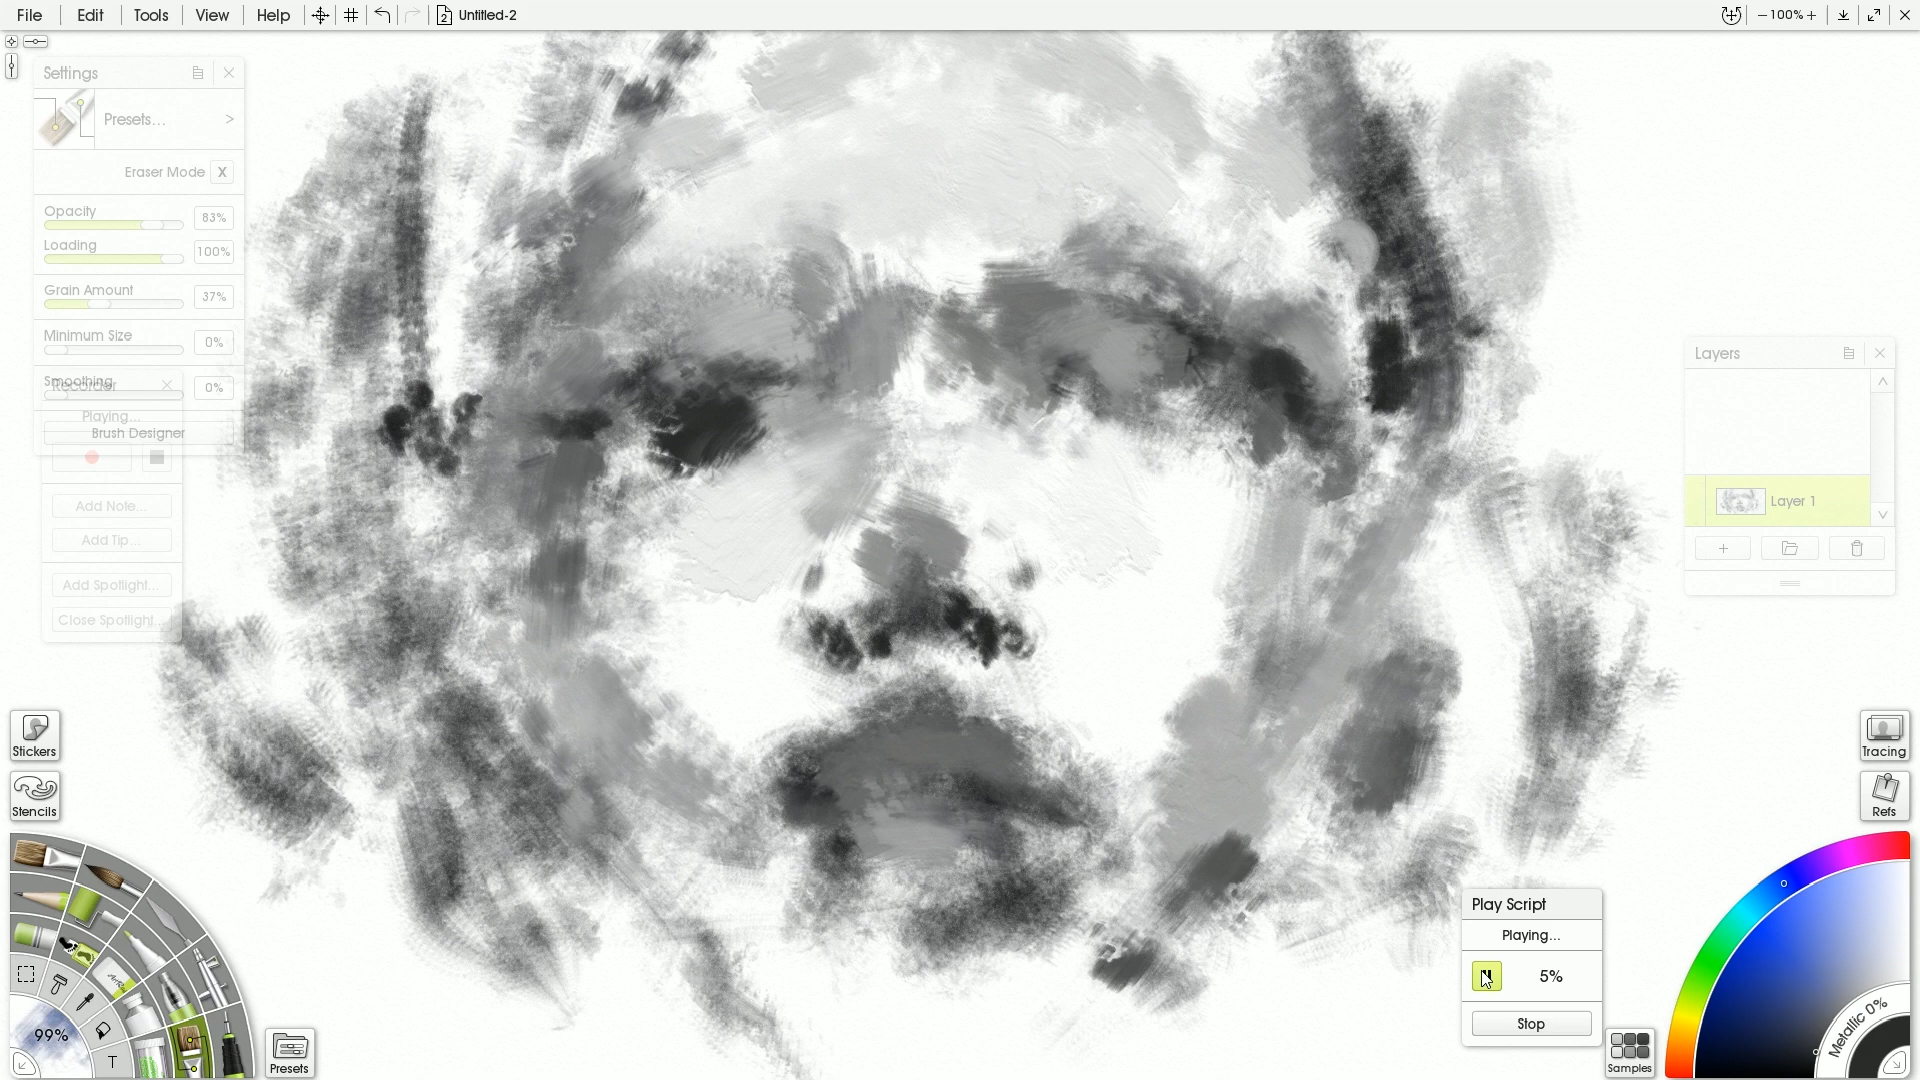 File Edit Tools View Help 2 Untitled-2 100%
Settings
Presets... >
Eraser Mode X
Opacity 83%
Loading 100%
Grain Amount 37%
Minimum Size 0%
Smoothing 0%
Recorder
Playing...
Brush Designer
Add Note...
Add Tip...
Add Spotlight...
Close Spotlight...
Layers
Layer 1
Stickers
Stencils
Tracing
Refs
Play Script
Playing...
5%
Stop
99%
T
Presets
Samples
Metallic 0%